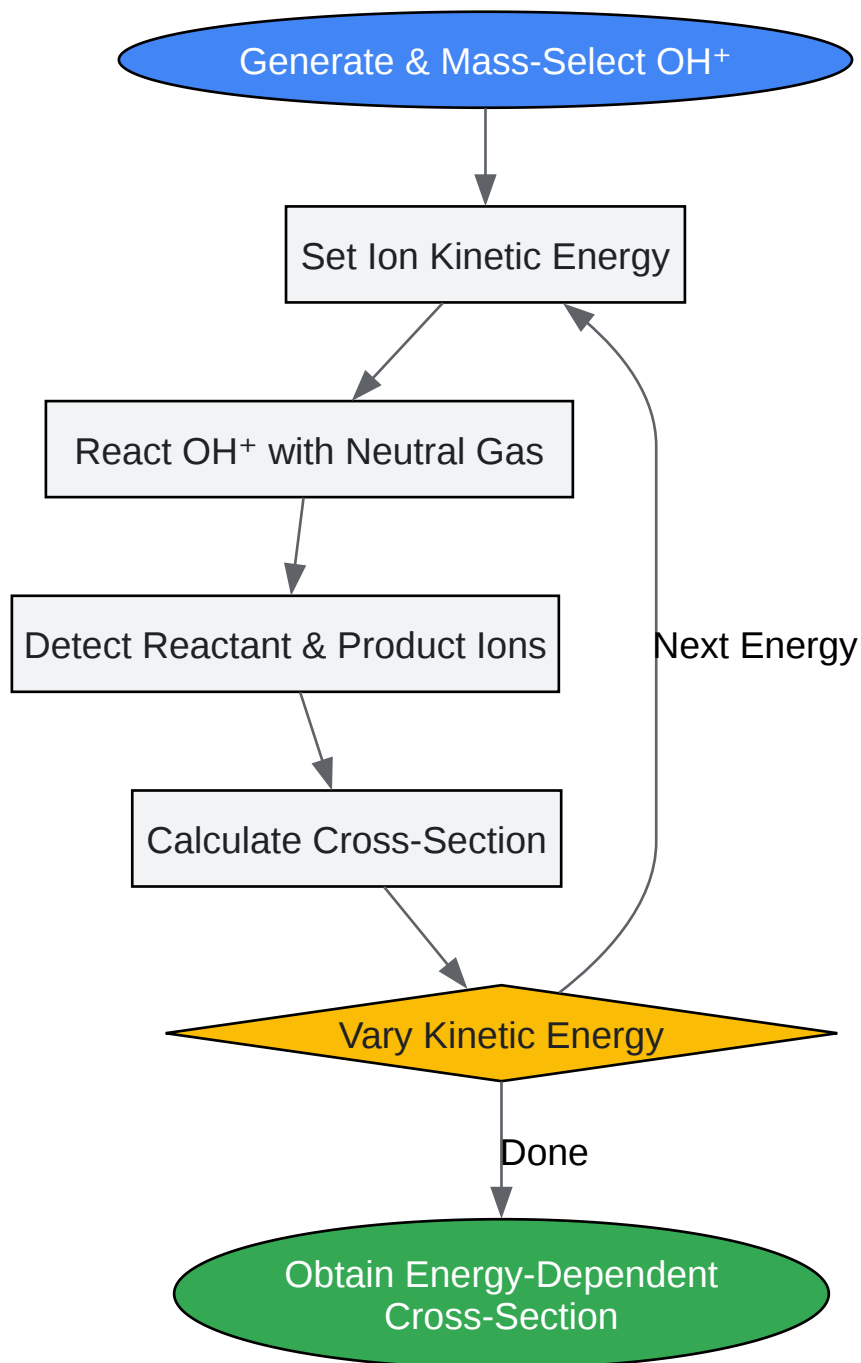 Generate & Mass-Select OH⁺
Set Ion Kinetic Energy
React OH⁺ with Neutral Gas
Detect Reactant & Product Ions
Next Energy
Calculate Cross-Section
Vary Kinetic Energy
Done
Obtain Energy-Dependent
Cross-Section